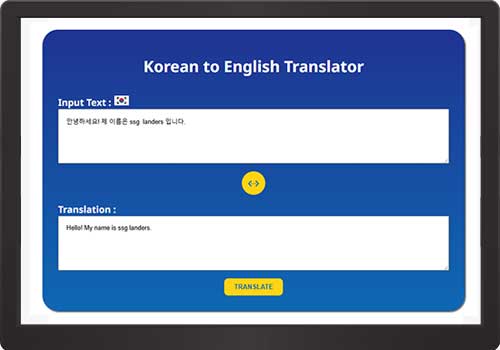 Korean to English Translator
Input Text :
안녕하세요! 제 이름은 ssg landers 입니다.
Translation :
Hello! My name is ssg landers.
TRANSLATE